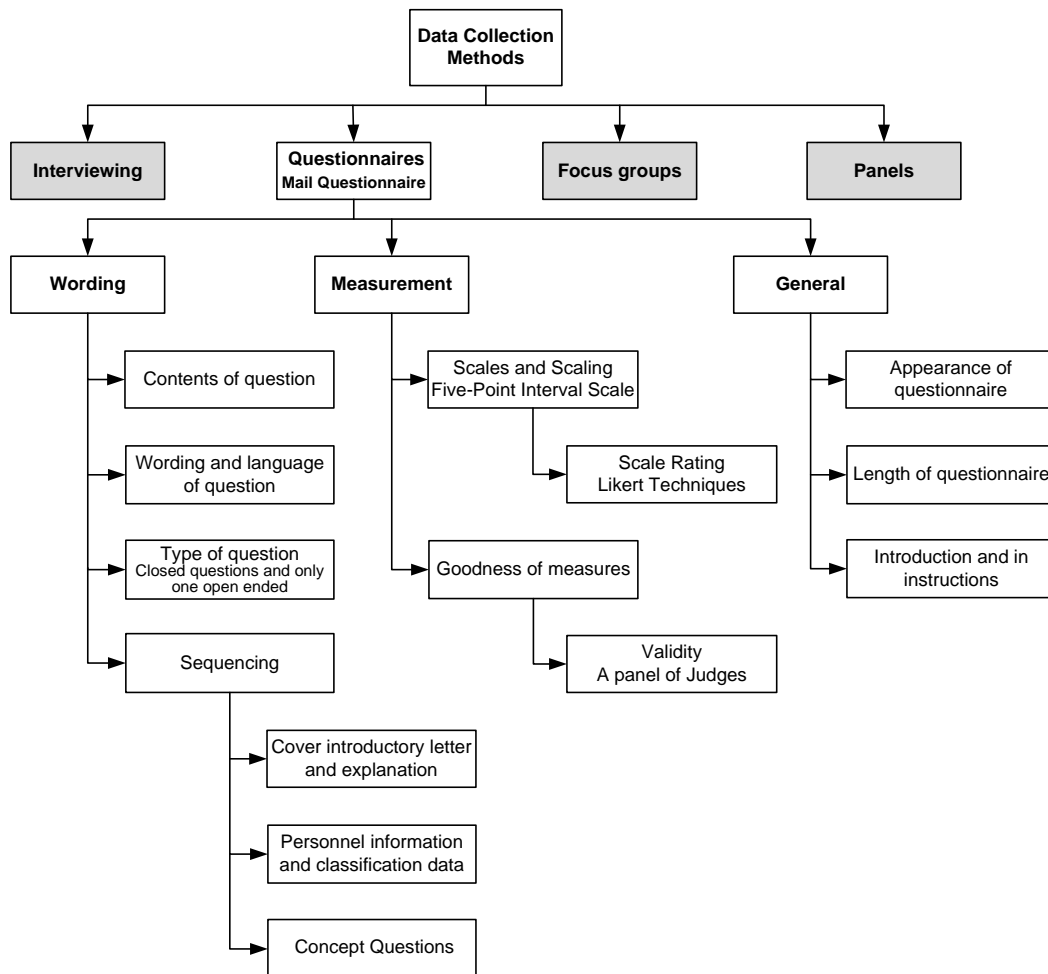 Data Collection
Methods
Interviewing
Questionnaires
Mail Questionnaire
Focus groups
Panels
Wording
Measurement
General
Contents of question
Wording and language
of question
Type of question
Closed questions and only
one open ended
Sequencing
Cover introductory letter
and explanation
Personnel information
and classification data
Concept Questions
Scales and Scaling
Five-Point Interval Scale
Scale Rating
Likert Techniques
Goodness of measures
Validity
A panel of Judges
Appearance of
questionnaire
Length of questionnaire
Introduction and in
instructions